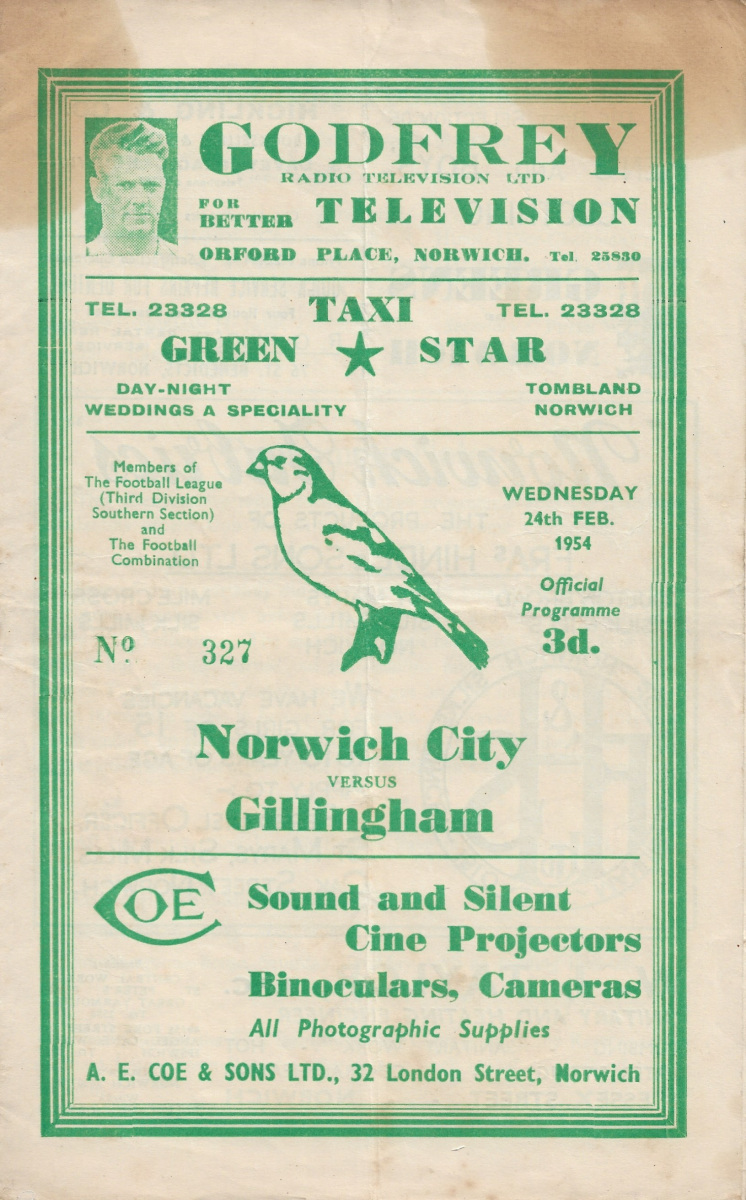 GODFREY
RADIO TELEVISION LTD
FOR BETTER TELEVISION
ORFORD PLACE, NORWICH. Tel. 25830
TEL. 23328 TAXI TEL. 23328
GREEN ★ STAR
DAY-NIGHT TOMBLAND
WEDDINGS A SPECIALITY NORWICH
Members of
The Football League
(Third Division
Southern Section)
and
The Football
Combination
WEDNESDAY
24th FEB.
1954
Official
Programme
3d.
No. 327
Norwich City
VERSUS
Gillingham
COE
Sound and Silent
Cine Projectors
Binoculars, Cameras
All Photographic Supplies
A. E. COE & SONS LTD., 32 London Street, Norwich